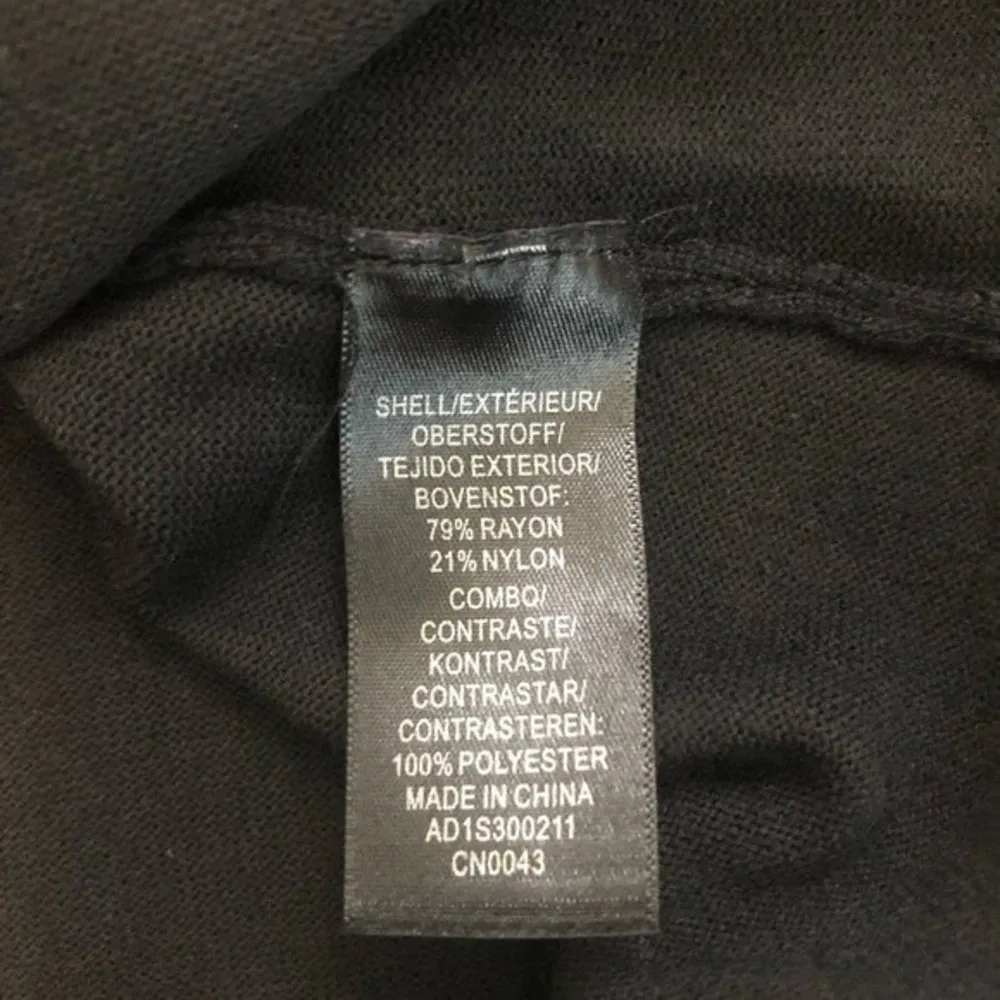 SHELL/EXTÉRIEUR/
OBERSTOFF/
TEJIDO EXTERIOR/
BOVENSTOF:
79% RAYON
21% NYLON
COMBO/
CONTRASTE/
KONTRAST/
CONTRASTAR/
CONTRASTEREN:
100% POLYESTER
MADE IN CHINA
AD1S300211
CN0043